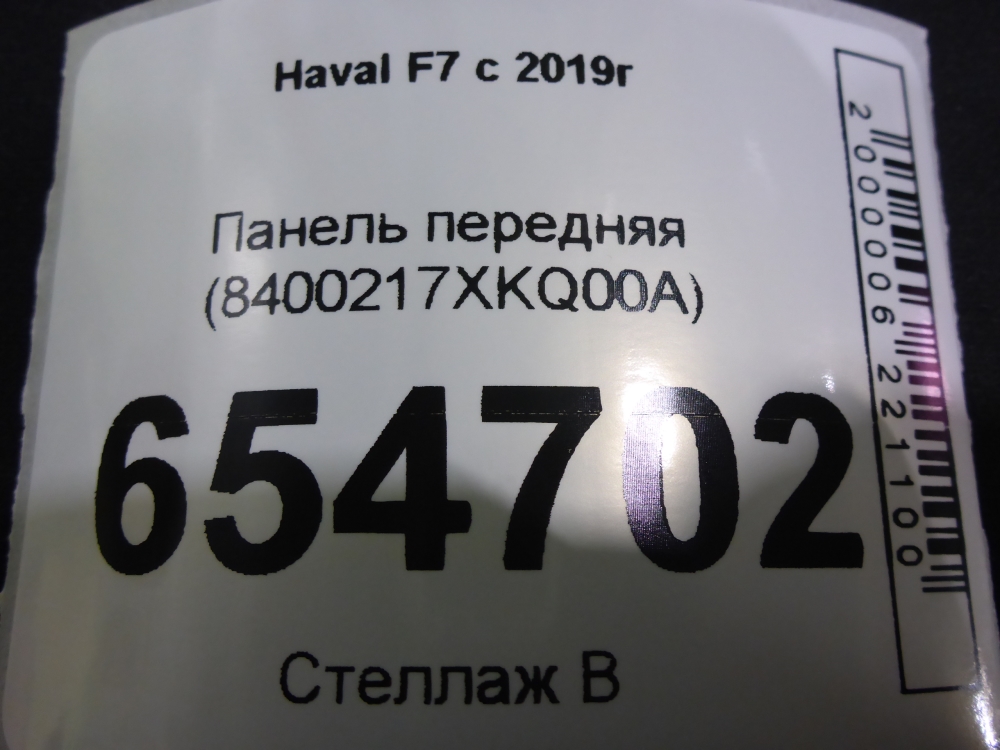 Haval F7 с 2019г
Панель передняя
(8400217XKQ00A)
654702
Стеллаж В
2000006221100